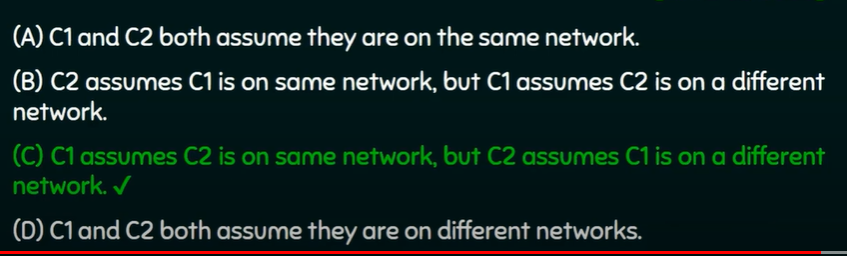 (A) C1 and C2 both assume they are on the same network.
(B) C2 assumes C1 is on same network, but C1 assumes C2 is on a different
network.
(C) C1 assumes C2 is on same network, but C2 assumes C1 is on a different
network. ✓
(D) C1 and C2 both assume they are on different networks.